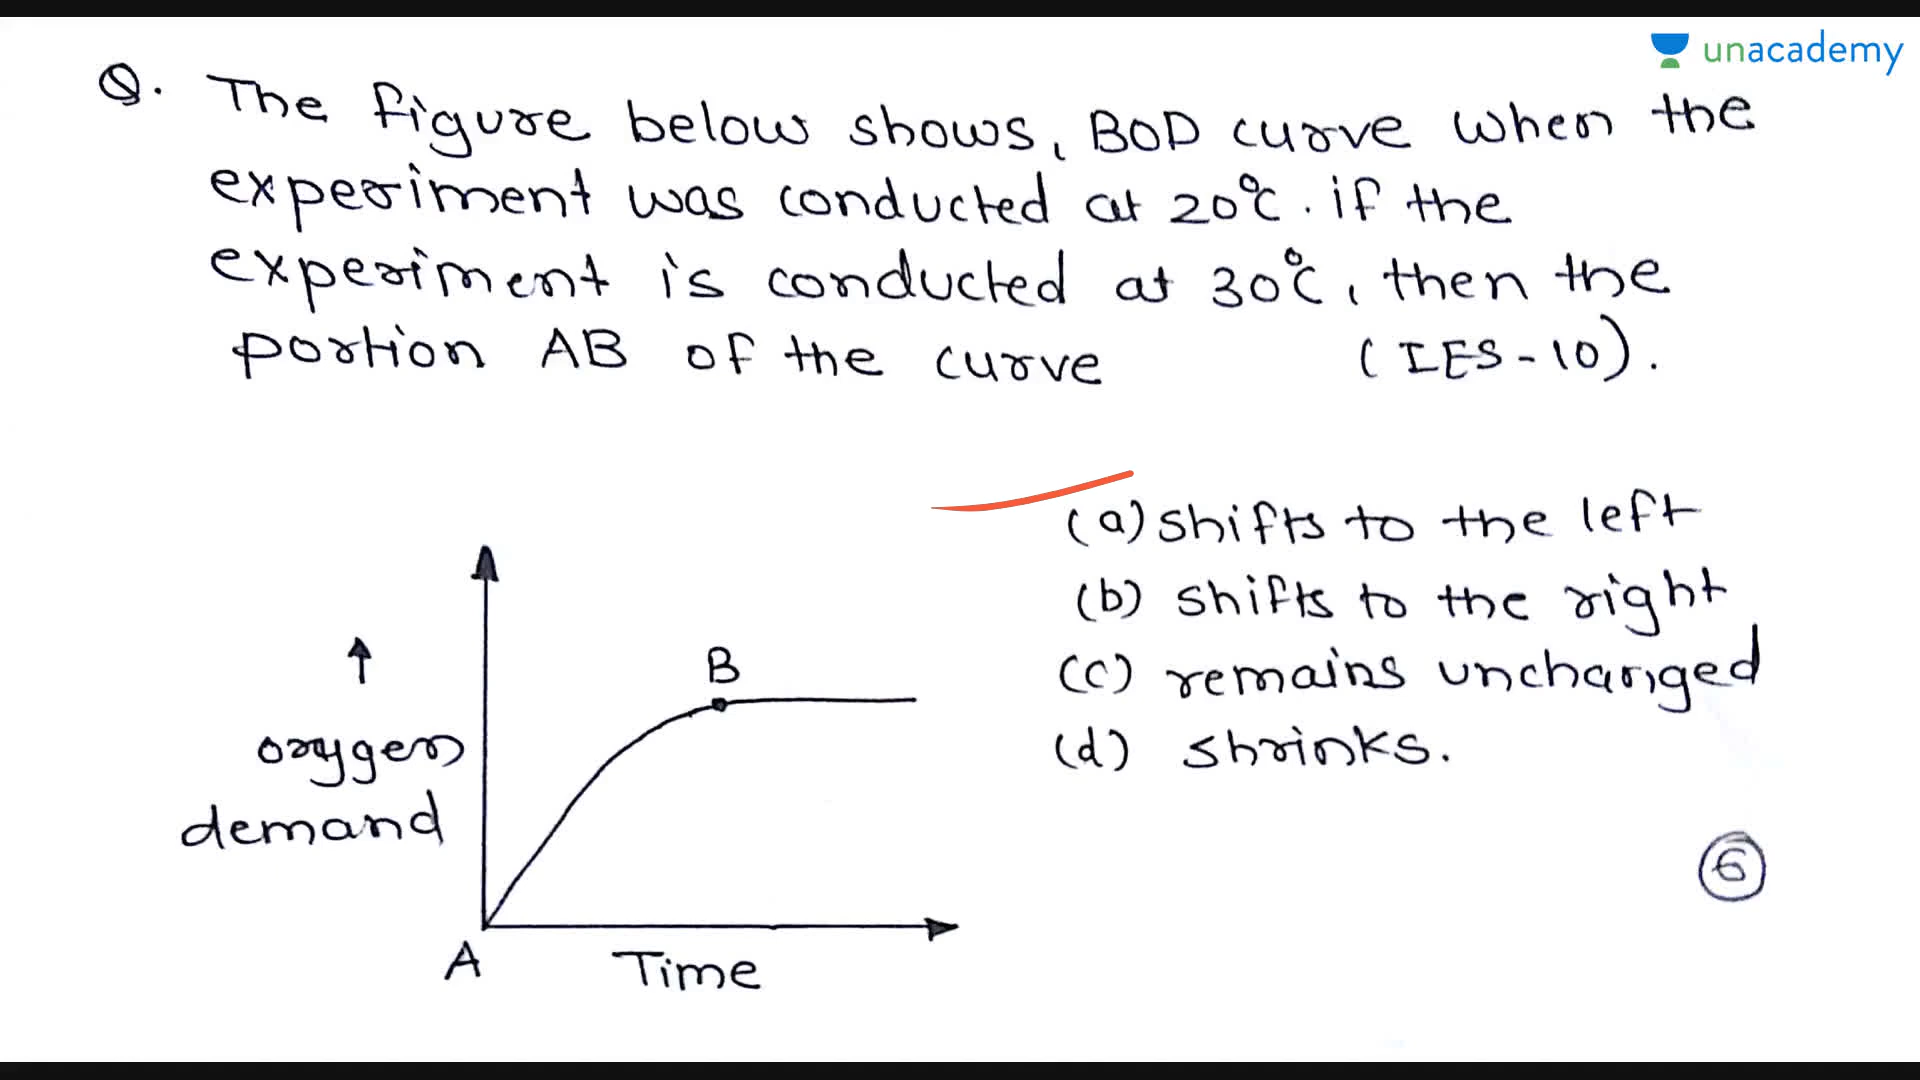 unacademy
Q. The figure below shows, BOD curve when the
experiment was conducted at 20°C. if the
experiment is conducted at 30°C, then the
portion AB of the curve (IES-10).
(a) shifts to the left
(b) shifts to the right
(c) remains unchanged
(d) shrinks.
B
oxygen
demand
A
Time
6